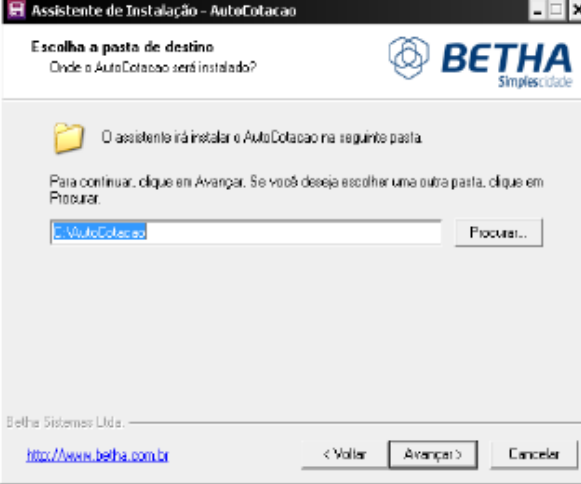 Assistente de Instalação - AutoCotacao
Escolha a pasta de destino
Onde o AutoCotacao será instalado?
BETHA
Simplescidade
O assistente irá instalar o AutoCotacao na seguinte pasta.
Para continuar, clique em Avançar. Se você deseja escolher uma outra pasta, clique em
Procurar.
C:\AutoCotacao
Procurar...
Betha Sistemas Ltda.
http://www.betha.com.br
< Voltar
Avançar >
Cancelar